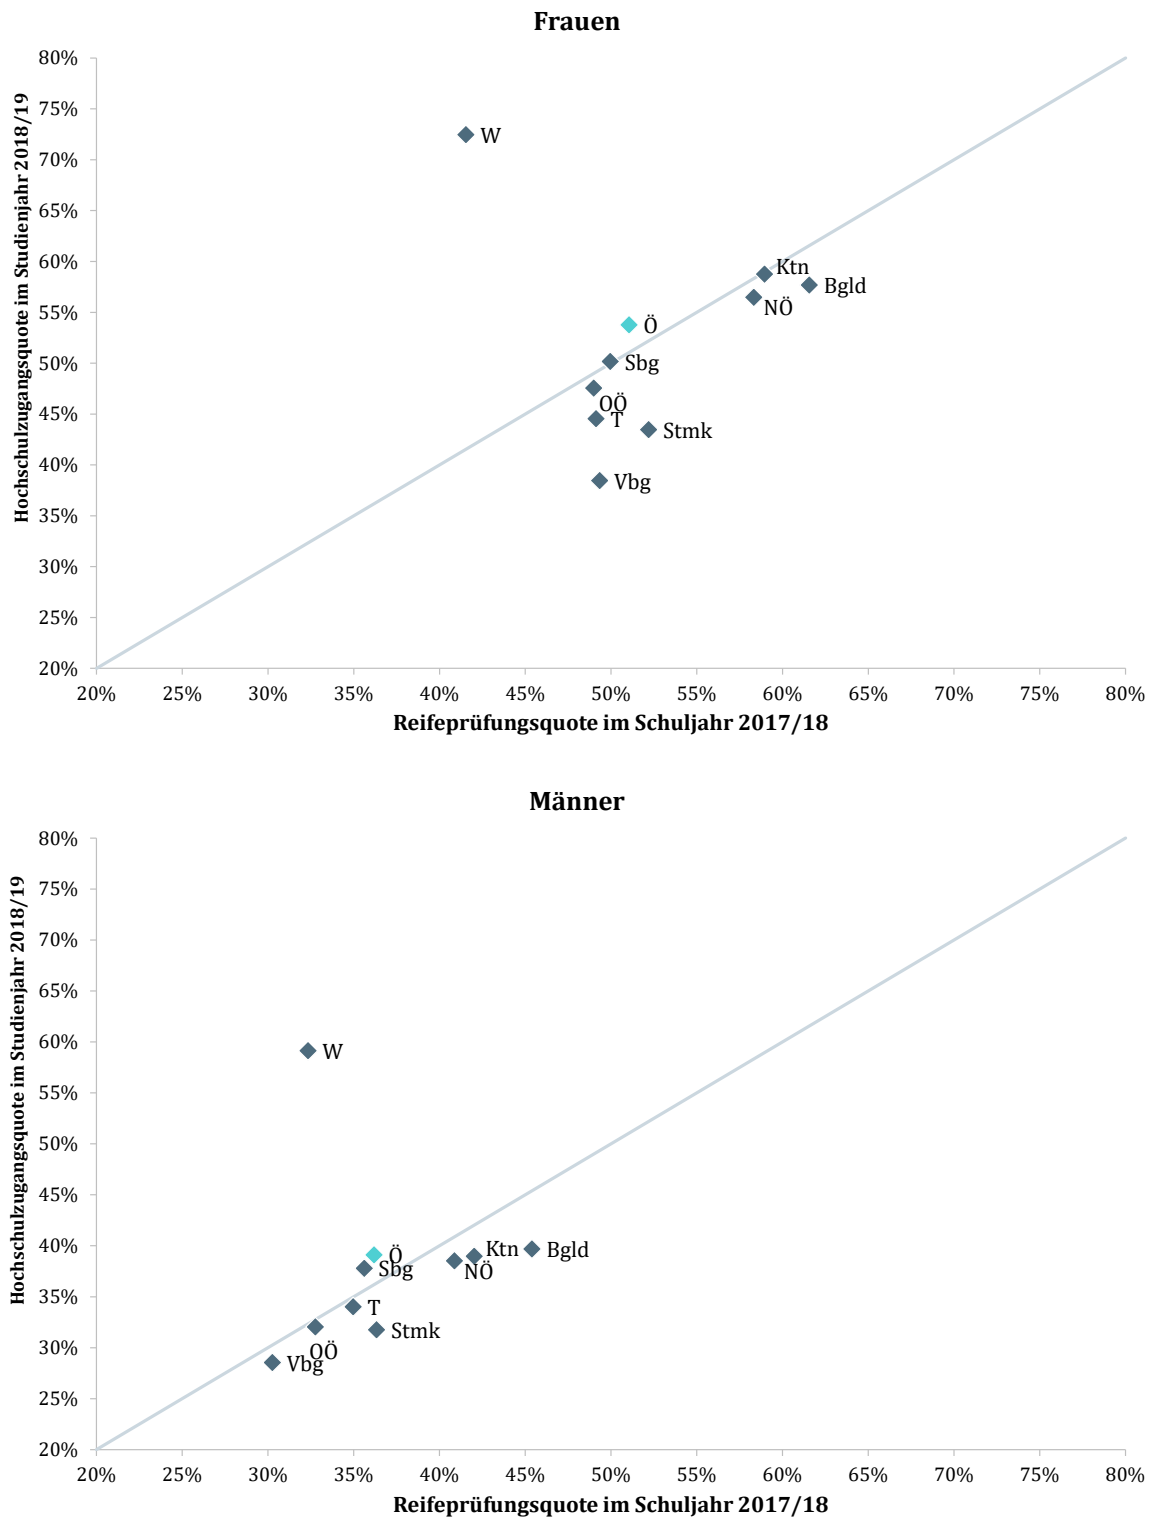 Frauen
80%
75%
70%
65%
60%
55%
50%
45%
40%
35%
30%
25%
20%
Hochschulzugangsquote im Studienjahr 2018/19
W
Ktn
Bgld
NÖ
Ö
Sbg
OÖ
T
Stmk
Vbg
20% 25% 30% 35% 40% 45% 50% 55% 60% 65% 70% 75% 80%
Reifeprüfungsquote im Schuljahr 2017/18
Männer
80%
75%
70%
65%
60%
55%
50%
45%
40%
35%
30%
25%
20%
Hochschulzugangsquote im Studienjahr 2018/19
W
Ö
Ktn
Bgld
Sbg
NÖ
T
Stmk
OÖ
Vbg
20% 25% 30% 35% 40% 45% 50% 55% 60% 65% 70% 75% 80%
Reifeprüfungsquote im Schuljahr 2017/18